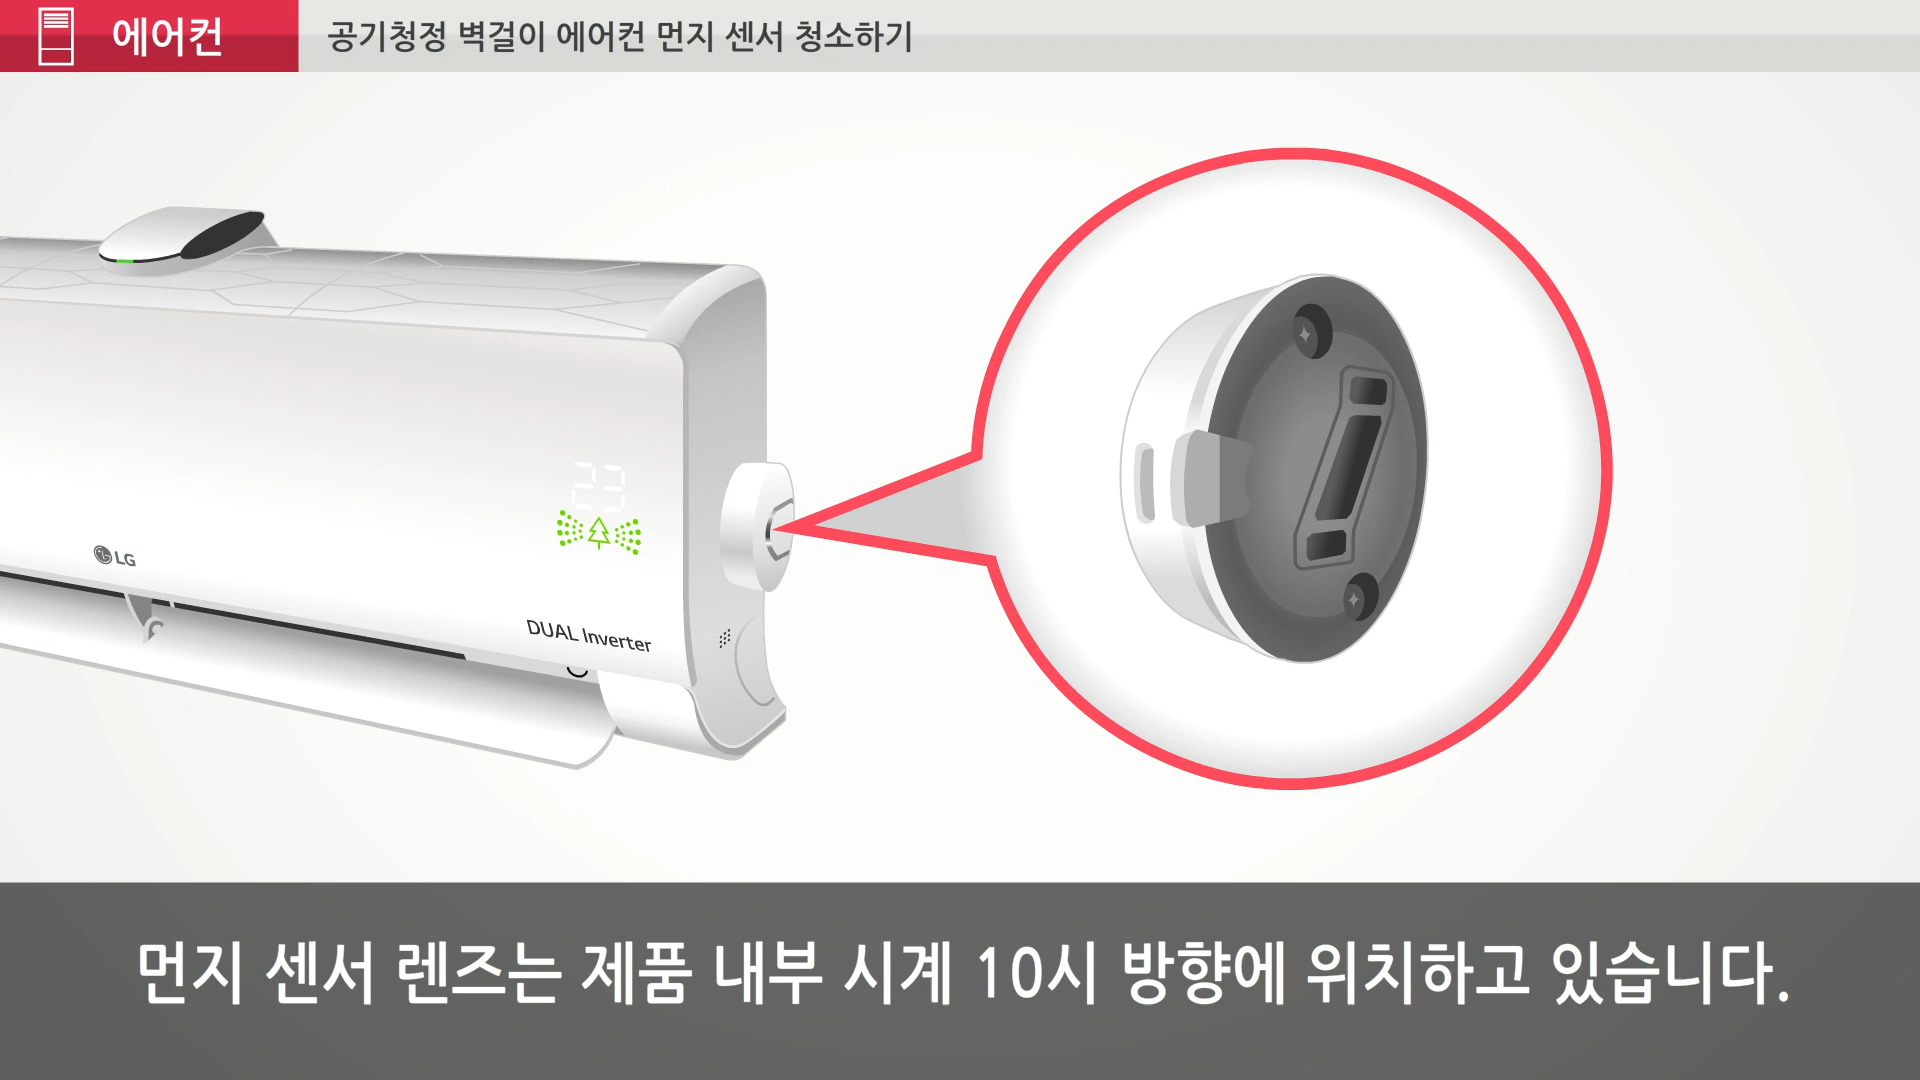 에어컨
공기청정 벽걸이 에어컨 먼지 센서 청소하기
23
LG
DUAL Inverter
먼지 센서 렌즈는 제품 내부 시계 10시 방향에 위치하고 있습니다.